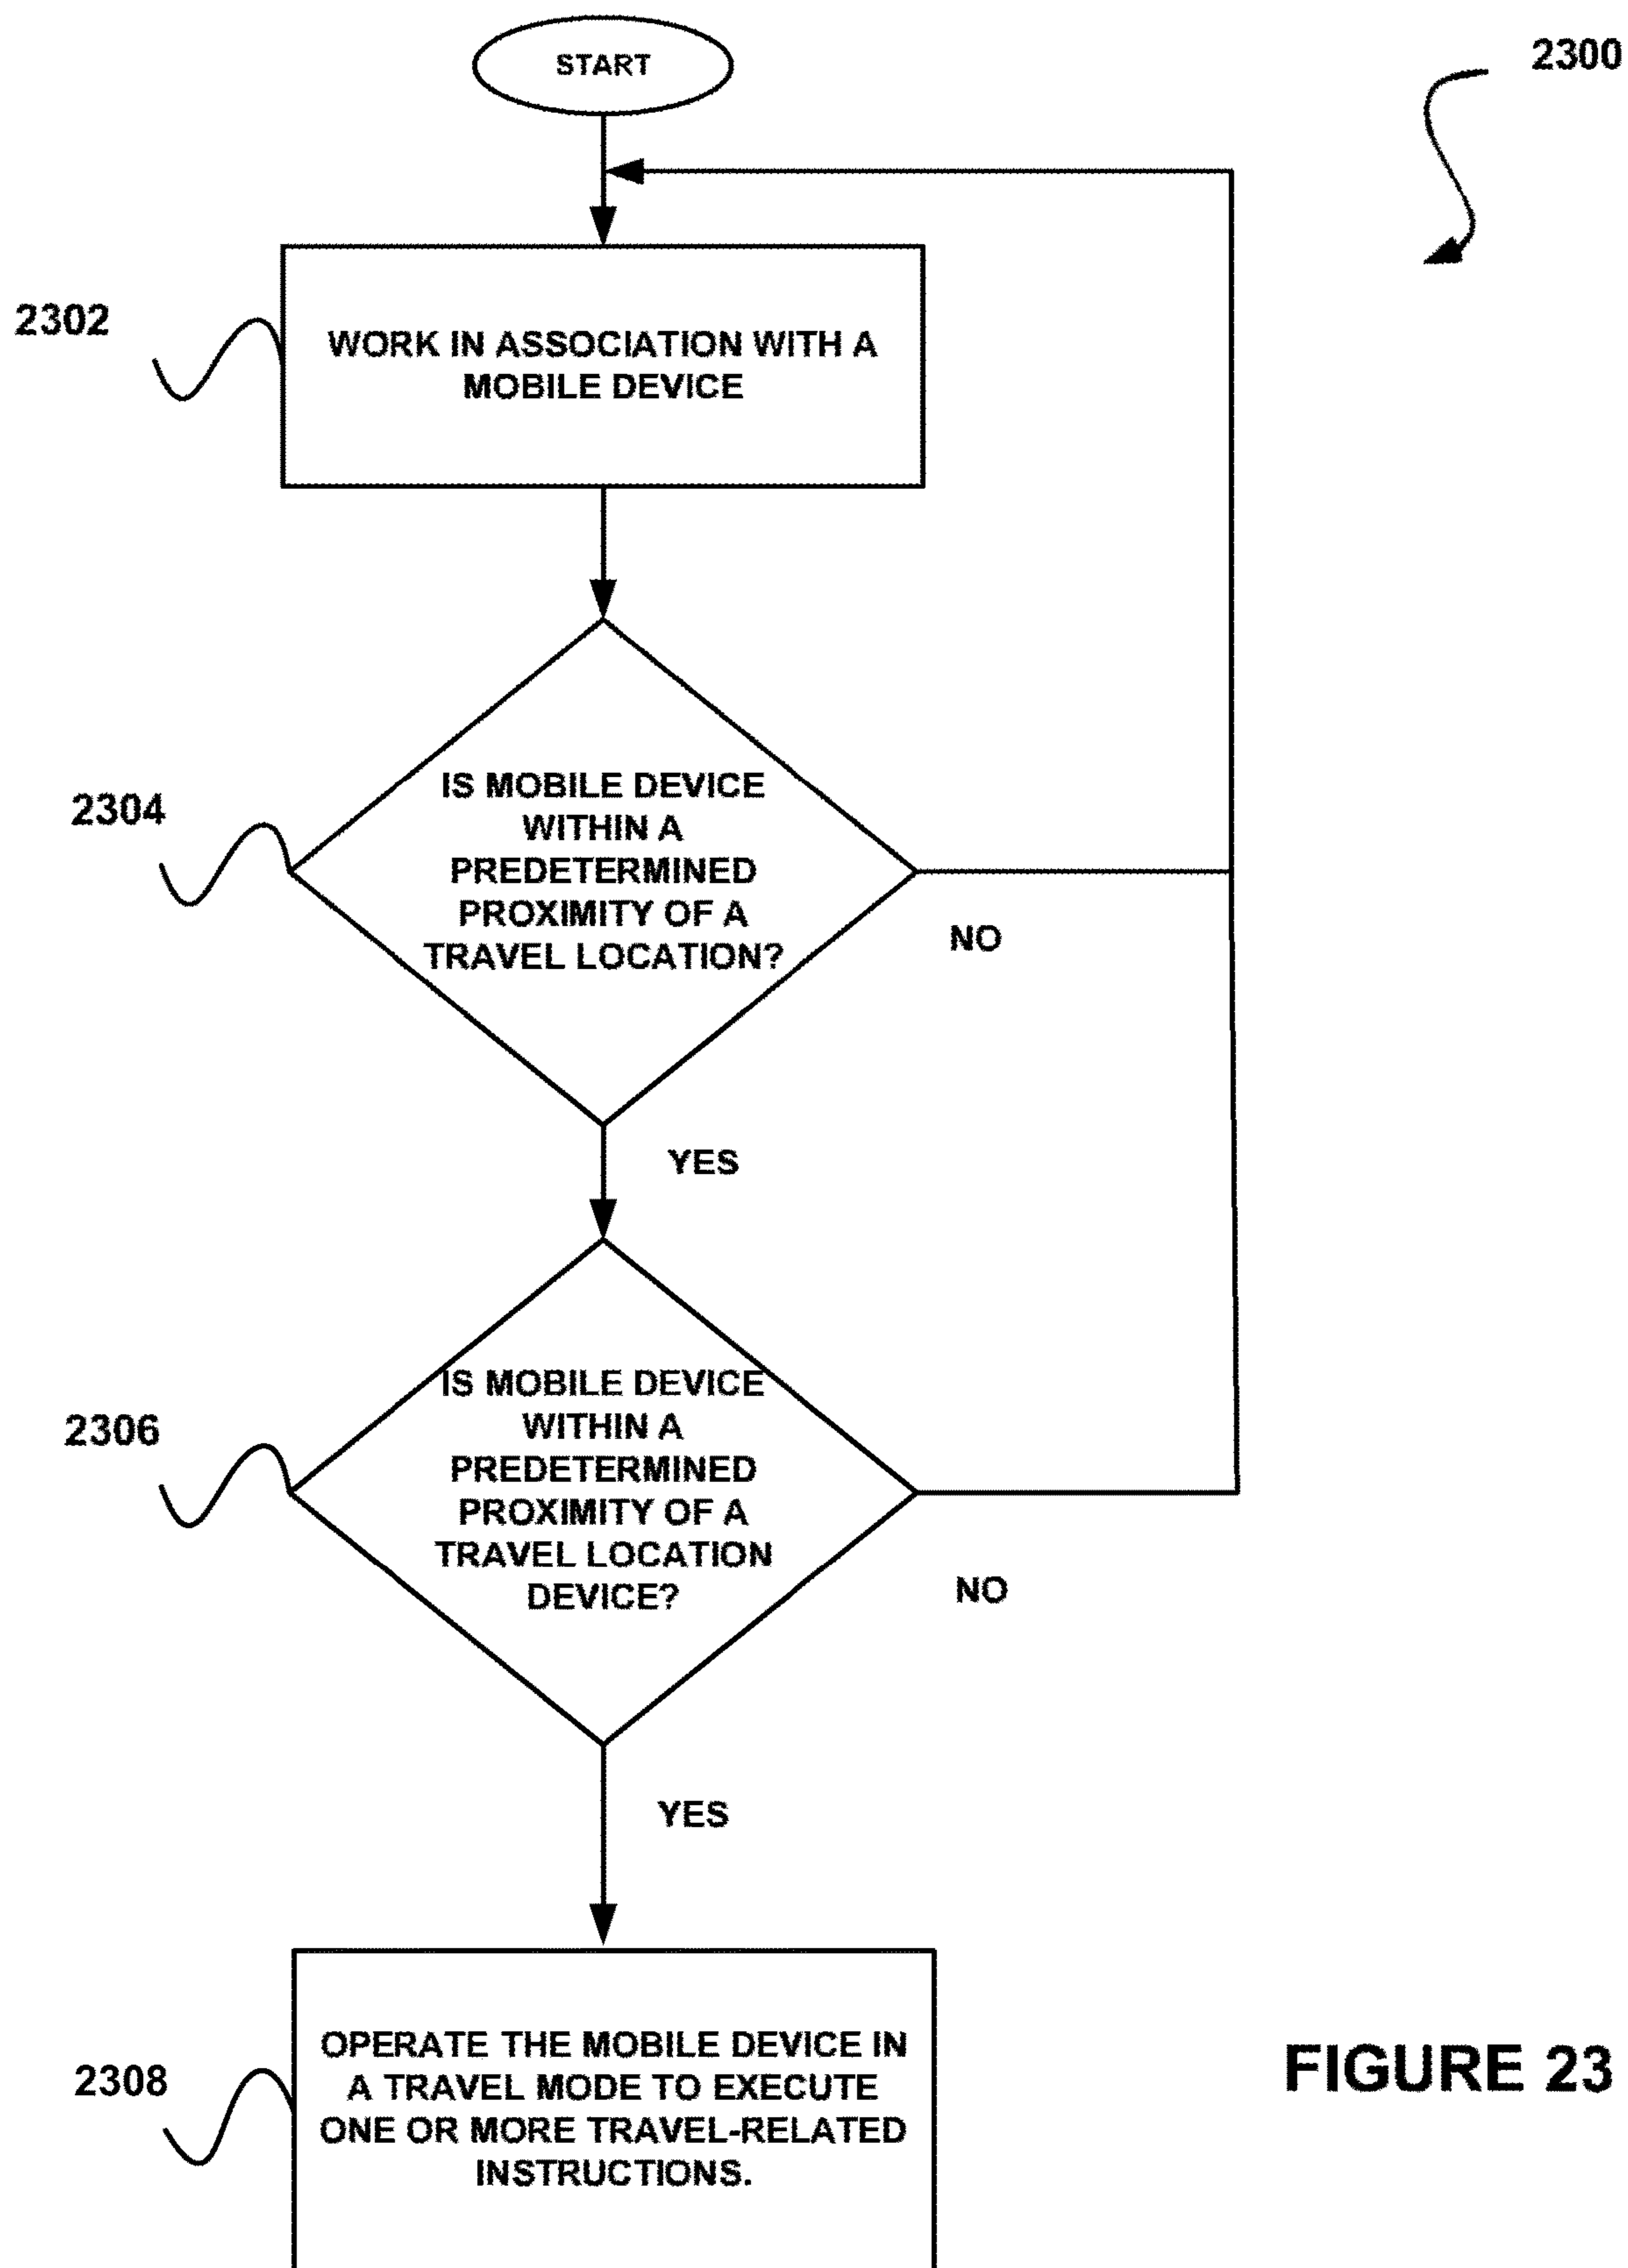 START
2300
2302
WORK IN ASSOCIATION WITH A
MOBILE DEVICE
2304
IS MOBILE DEVICE
WITHIN A
PREDETERMINED
PROXIMITY OF A
TRAVEL LOCATION?
NO
YES
2306
IS MOBILE DEVICE
WITHIN A
PREDETERMINED
PROXIMITY OF A
TRAVEL LOCATION
DEVICE?
NO
YES
2308
OPERATE THE MOBILE DEVICE IN
A TRAVEL MODE TO EXECUTE
ONE OR MORE TRAVEL-RELATED
INSTRUCTIONS.
FIGURE 23